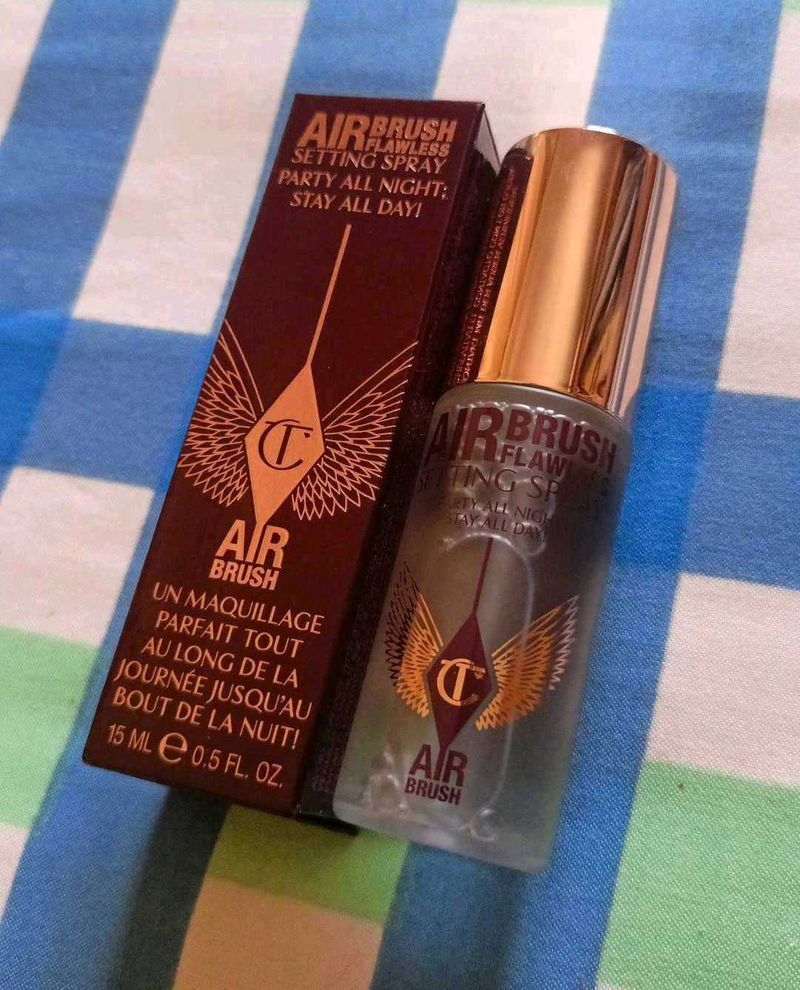 AIRBRUSH
FLAWLESS
SETTING SPRAY
PARTY ALL NIGHT;
STAY ALL DAY!
CT
AIR
BRUSH
UN MAQUILLAGE
PARFAIT TOUT
AU LONG DE LA
JOURNÉE JUSQU'AU
BOUT DE LA NUIT!
15 ML e 0.5 FL. OZ.
AIRBRUSH
FLAWLESS
SETTING SPRAY
PARTY ALL NIGHT;
STAY ALL DAY!
CT
AIR
BRUSH